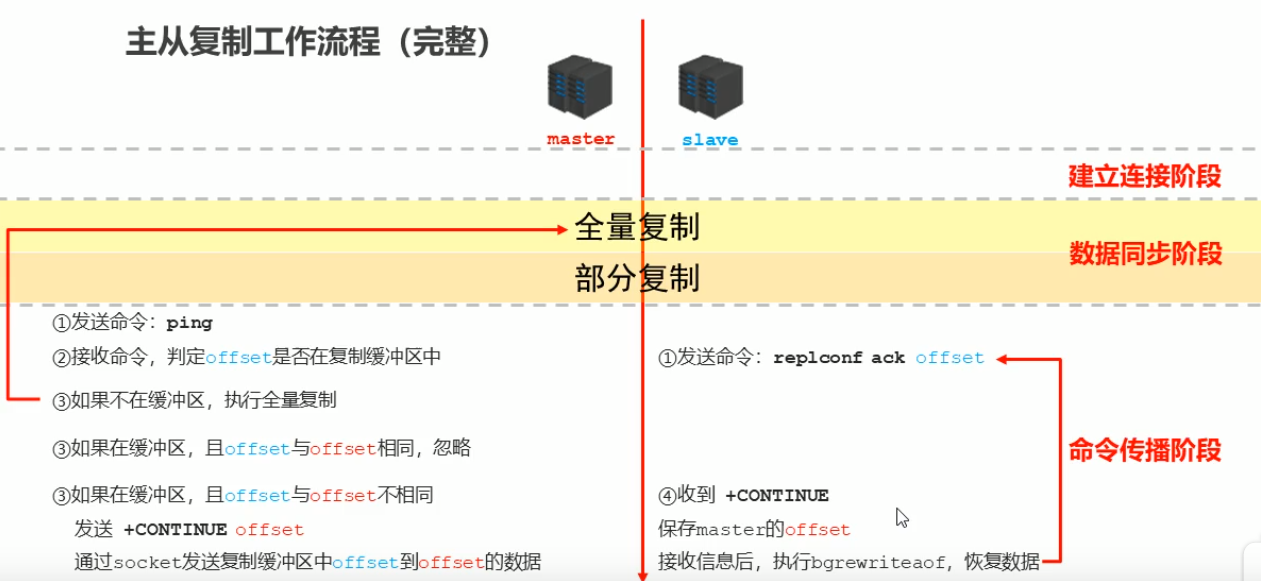 主从复制工作流程（完整）
master
slave
建立连接阶段
全量复制
数据同步阶段
部分复制
①发送命令：ping
②接收命令，判定offset是否在复制缓冲区中
①发送命令：replconf ack offset
③如果不在缓冲区，执行全量复制
③如果在缓冲区，且offset与offset相同，忽略
命令传播阶段
③如果在缓冲区，且offset与offset不相同
④收到 +CONTINUE
发送 +CONTINUE offset
保存master的offset
通过socket发送复制缓冲区中offset到offset的数据
接收信息后，执行bgrewriteaof，恢复数据